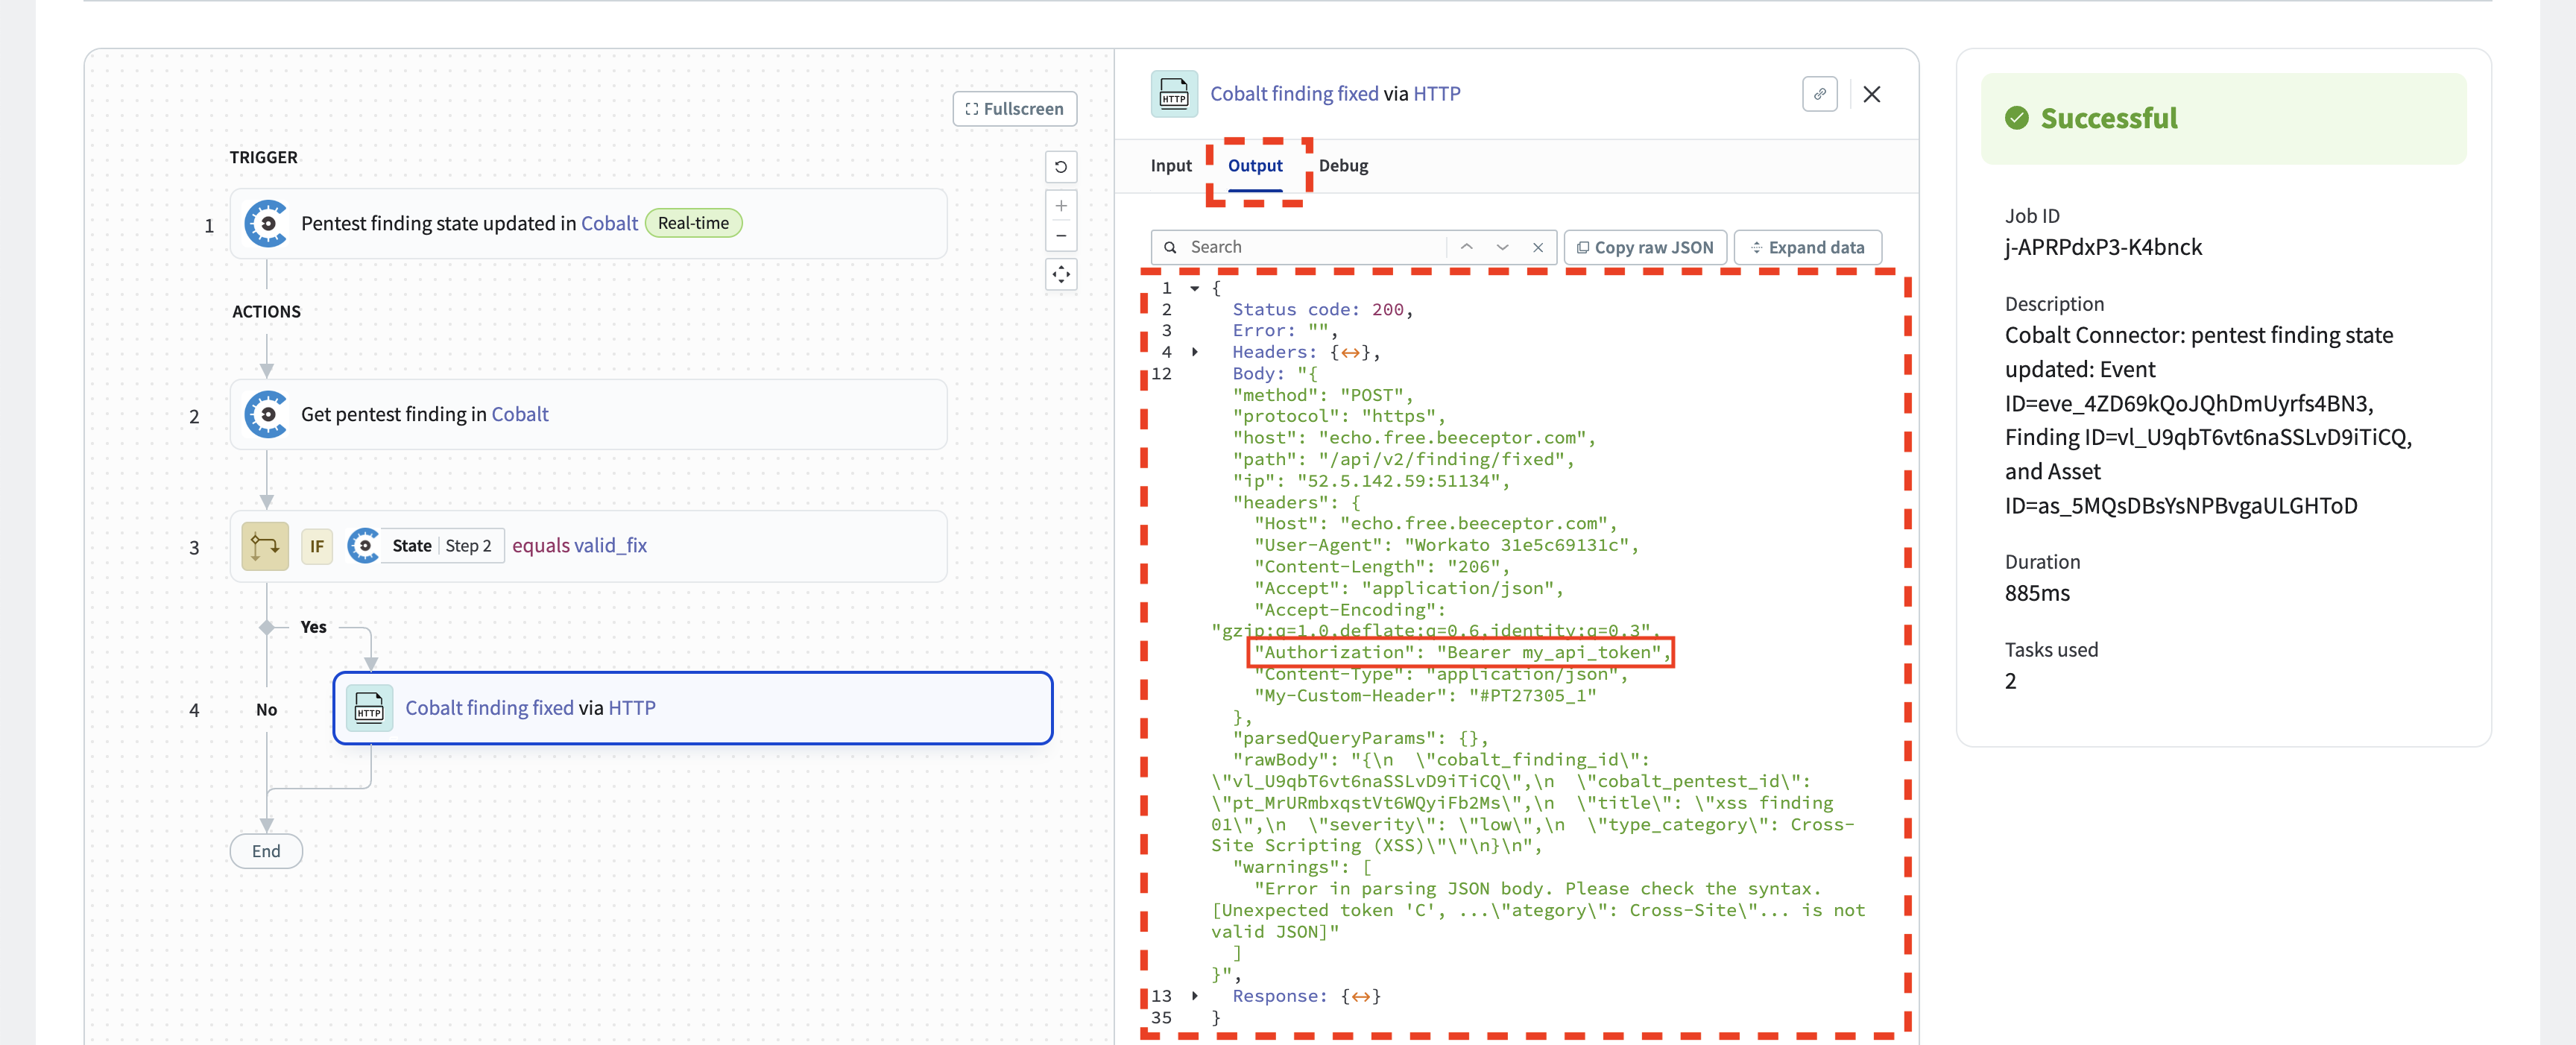 Fullscreen
TRIGGER
1 Pentest finding state updated in Cobalt Real-time
ACTIONS
2 Get pentest finding in Cobalt
3 IF State Step 2 equals valid_fix
Yes
4 No HTTP Cobalt finding fixed via HTTP
End
HTTP Cobalt finding fixed via HTTP
Input Output Debug
Search Copy raw JSON Expand data
1 {
2 Status code: 200,
3 Error: "",
4 Headers: {↔},
12 Body: "{
"method": "POST",
"protocol": "https",
"host": "echo.free.beeceptor.com",
"path": "/api/v2/finding/fixed",
"ip": "52.5.142.59:51134",
"headers": {
"Host": "echo.free.beeceptor.com",
"User-Agent": "Workato 31e5c69131c",
"Content-Length": "206",
"Accept": "application/json",
"Accept-Encoding":
"gzip;q=1.0,deflate;q=0.6,identity;q=0.3",
"Authorization": "Bearer my_api_token",
"Content-Type": "application/json",
"My-Custom-Header": "#PT27305_1"
},
"parsedQueryParams": {},
"rawBody": "{\n  \"cobalt_finding_id\":
\"vl_U9qbT6vt6naSSLvD9iTiCQ\",\n  \"cobalt_pentest_id\":
\"pt_MrURmbxqstVt6WQyiFb2Ms\",\n  \"title\": \"xss finding
01\",\n  \"severity\": \"low\",\n  \"type_category\": Cross-
Site Scripting (XSS)\"\"\n}\n",
"warnings": [
"Error in parsing JSON body. Please check the syntax.
[Unexpected token 'C', ...\"ategory\": Cross-Site\"... is not
valid JSON]"
]
}",
13 Response: {↔}
35 }
Successful
Job ID
j-APRPdxP3-K4bnck
Description
Cobalt Connector: pentest finding state
updated: Event
ID=eve_4ZD69kQoJQhDmUyrfs4BN3,
Finding ID=vl_U9qbT6vt6naSSLvD9iTiCQ,
and Asset
ID=as_5MQsDBsYsNPBvgaULGHToD
Duration
885ms
Tasks used
2